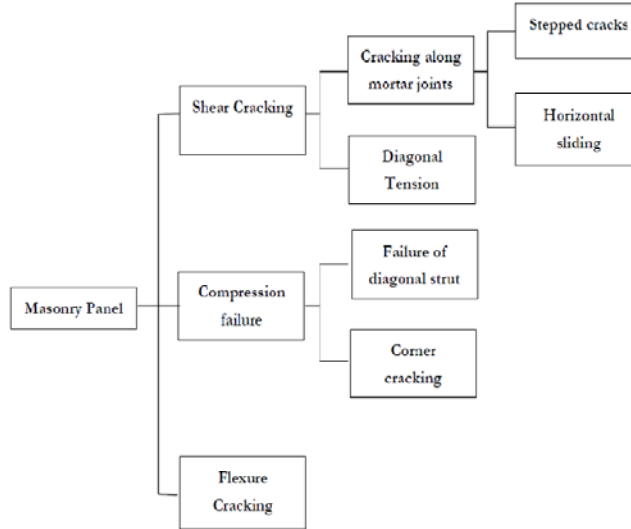 Stepped cracks
Cracking along
mortar joints
Shear Cracking
Horizontal
sliding
Diagonal
Tension
Failure of
diagonal strut
Masonry Panel
Compression
failure
Corner
cracking
Flexure
Cracking